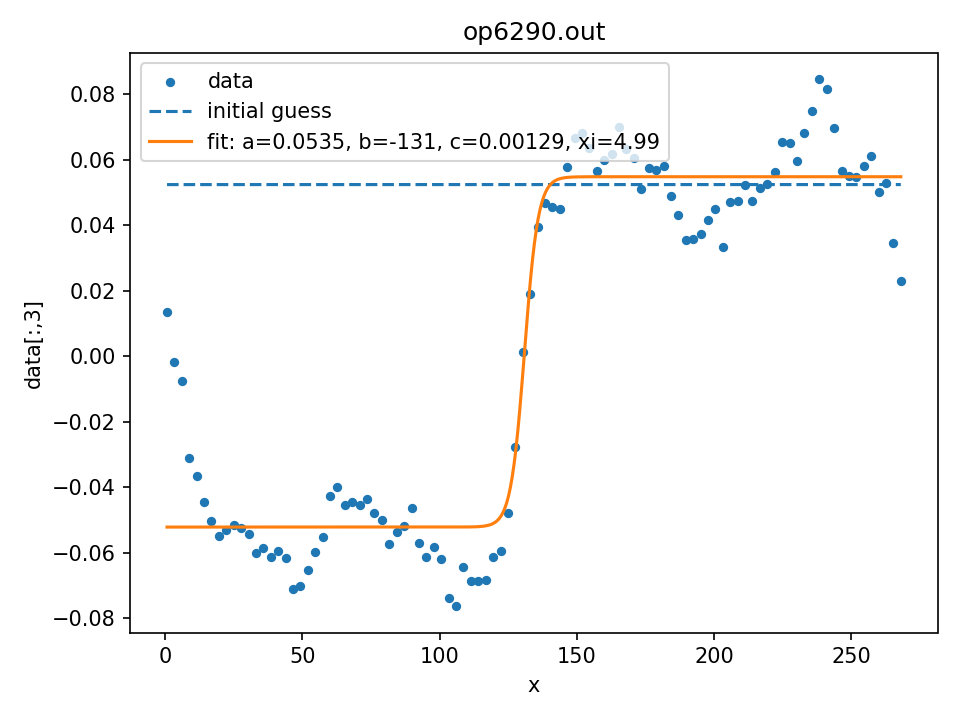 op6290.out
data
initial guess
fit: a=0.0535, b=-131, c=0.00129, xi=4.99
0.08
0.06
0.04
0.02
0.00
−0.02
−0.04
−0.06
−0.08
data[:,3]
0 50 100 150 200 250
x